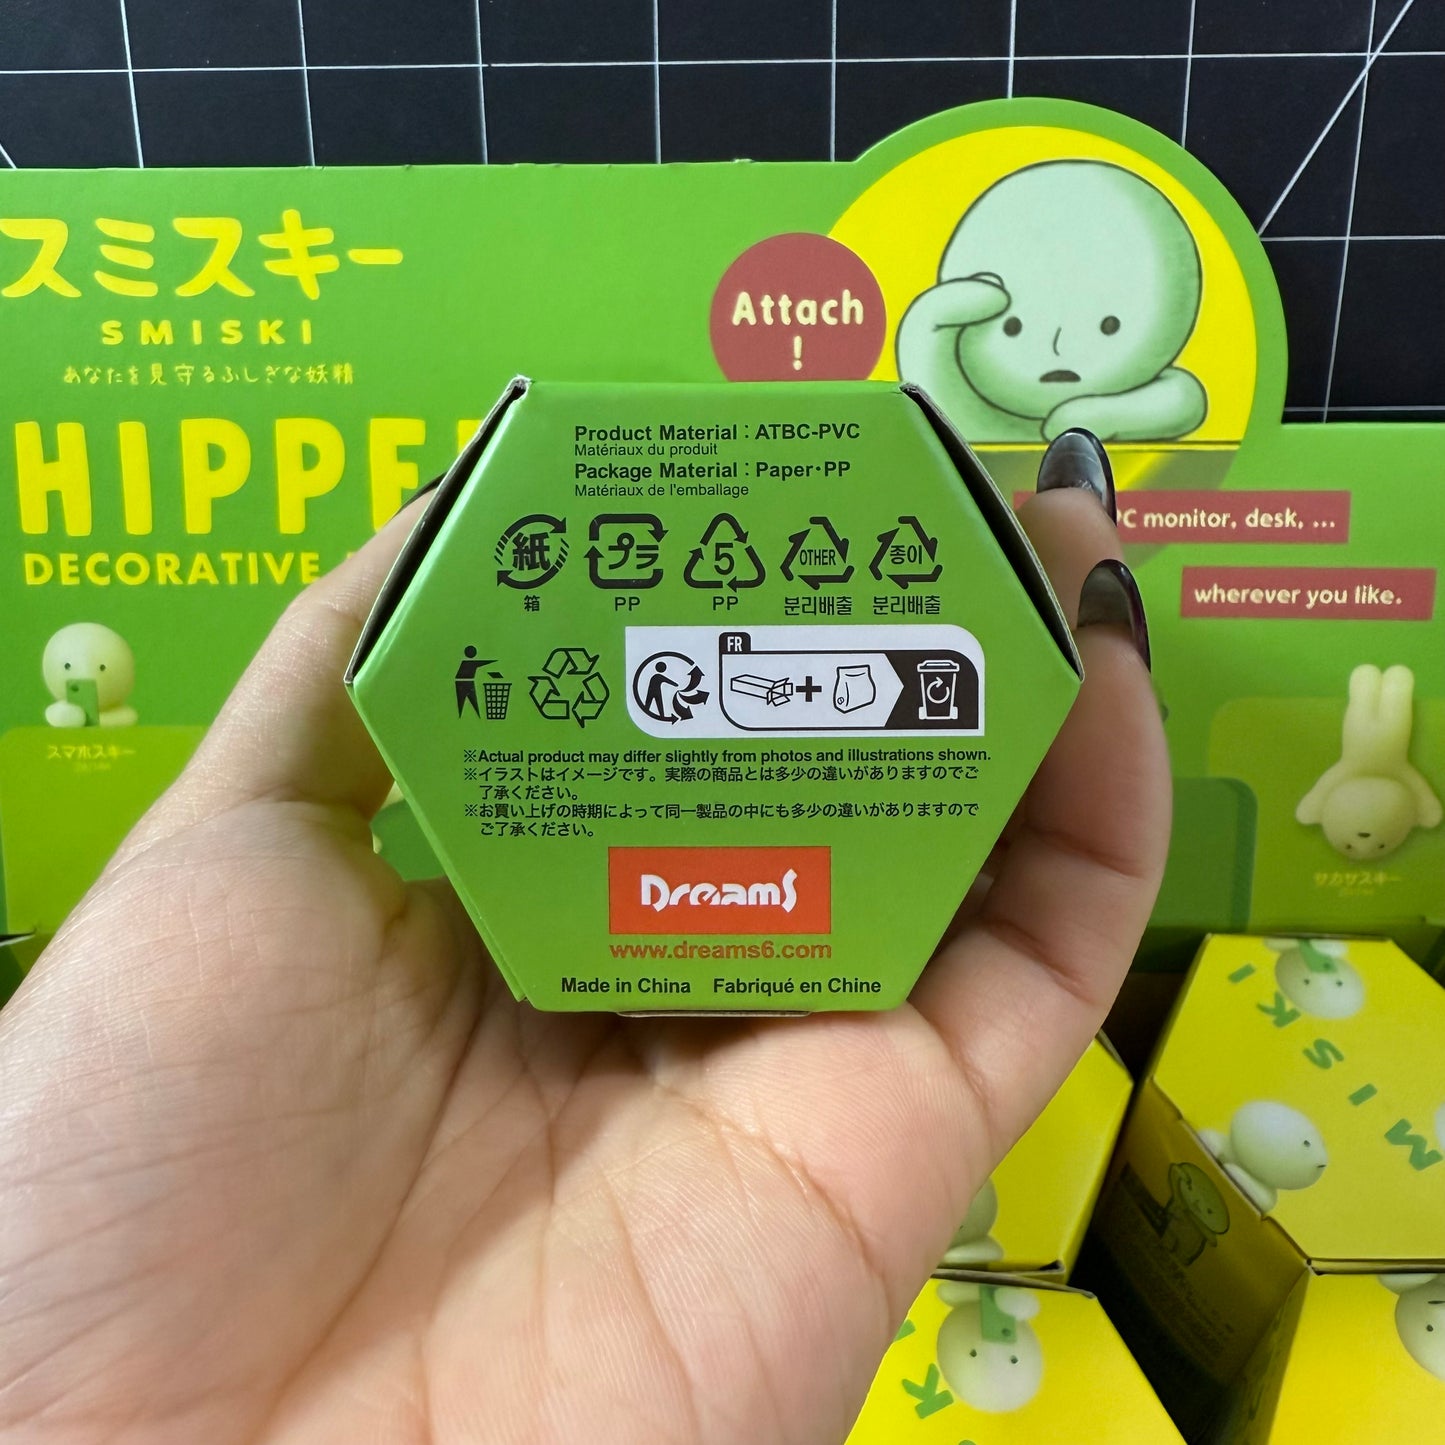 スミスキー
SMISKI
あなたを見守るふしぎな妖精
HIPPE
DECORATIVE
Attach
!
PC monitor, desk, ...
wherever you like.
スマホスキー
サカサスキー
Product Material : ATBC-PVC
Matériaux du produit
Package Material : Paper・PP
Matériaux de l'emballage
紙 プラ 5 OTHER 종이
箱 PP PP 분리배출 분리배출
FR
※Actual product may differ slightly from photos and illustrations shown.
※イラストはイメージです。実際の商品とは多少の違いがありますのでご
了承ください。
※お買い上げの時期によって同一製品の中にも多少の違いがありますので
ご了承ください。
Dreams
www.dreams6.com
Made in China Fabriqué en Chine